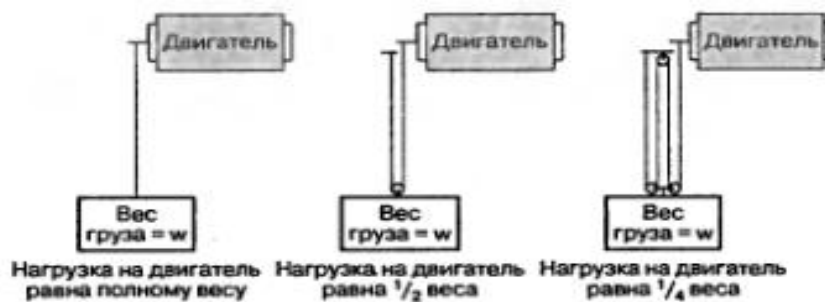 Двигатель
Двигатель
Двигатель
Вес
груза = w
Вес
груза = w
Вес
груза = w
Нагрузка на двигатель
равна полному весу
Нагрузка на двигатель
равна 1/2 веса
Нагрузка на двигатель
равна 1/4 веса